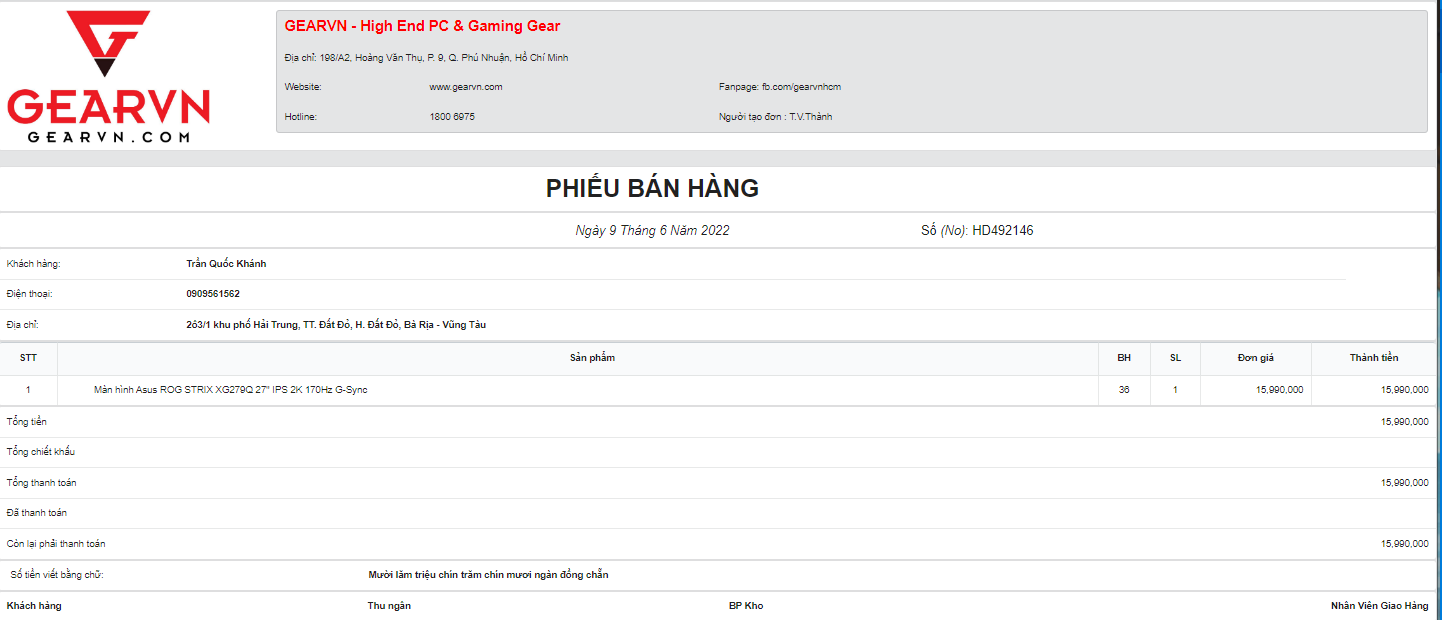 GEARVN
GEARVN.COM
GEARVN - High End PC & Gaming Gear
Địa chỉ: 198/A2, Hoàng Văn Thụ, P. 9, Q. Phú Nhuận, Hồ Chí Minh
Website: www.gearvn.com Fanpage: fb.com/gearvnhcm
Hotline: 1800 6975 Người tạo đơn : T.V.Thành
PHIẾU BÁN HÀNG
Ngày 9 Tháng 6 Năm 2022 Số (No): HD492146
Khách hàng: Trần Quốc Khánh
Điện thoại: 0909561562
Địa chỉ: 263/1 khu phố Hải Trung, TT. Đất Đỏ, H. Đất Đỏ, Bà Rịa - Vũng Tàu
STT Sản phẩm BH SL Đơn giá Thành tiền
1 Màn hình Asus ROG STRIX XG279Q 27" IPS 2K 170Hz G-Sync 36 1 15,990,000 15,990,000
Tổng tiền 15,990,000
Tổng chiết khấu
Tổng thanh toán 15,990,000
Đã thanh toán
Còn lại phải thanh toán 15,990,000
Số tiền viết bằng chữ: Mười lăm triệu chín trăm chín mươi ngàn đồng chẵn
Khách hàng Thu ngân BP Kho Nhân Viên Giao Hàng